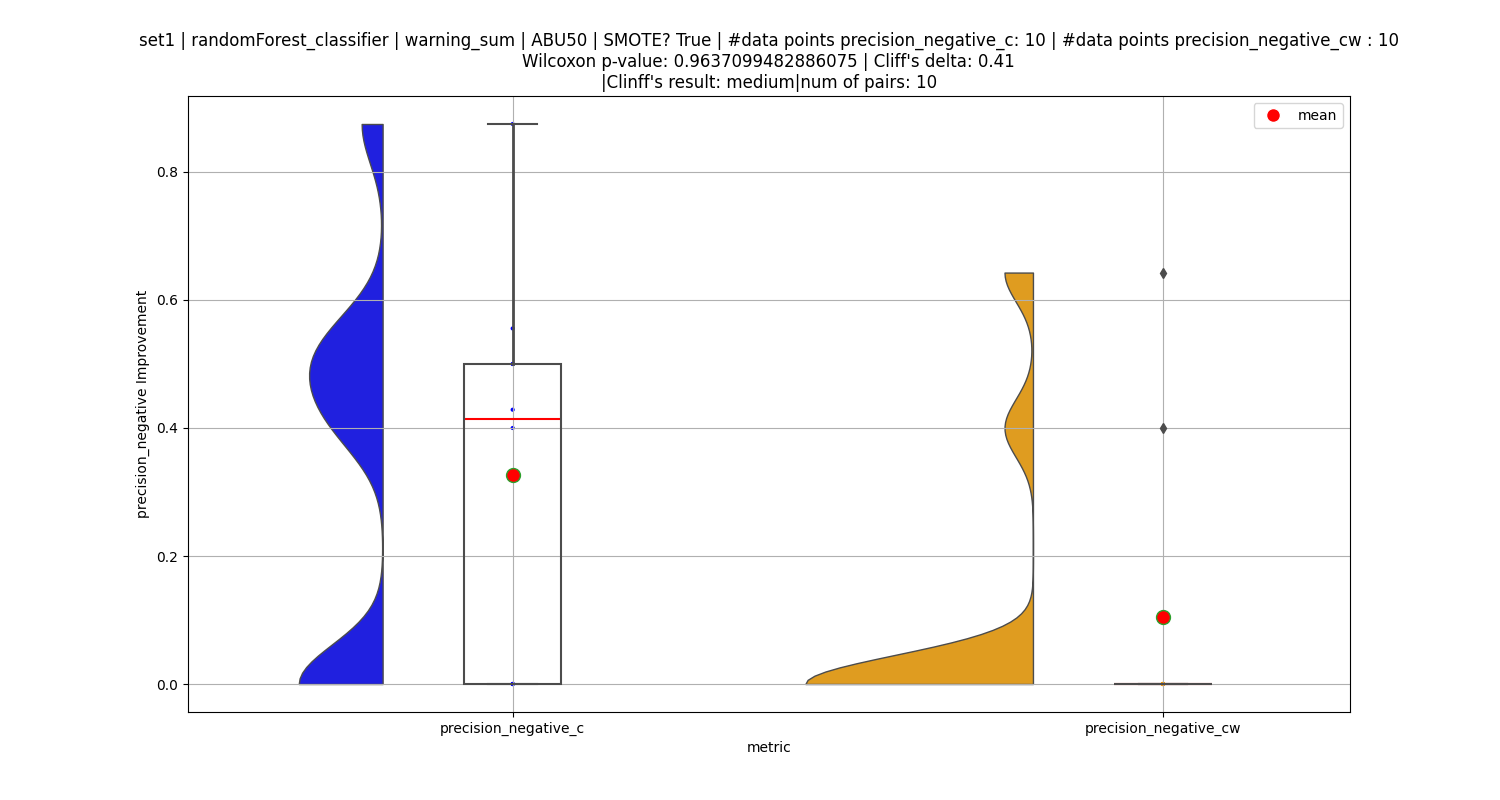 set1 | randomForest_classifier | warning_sum | ABU50 | SMOTE? True | #data points precision_negative_c: 10 | #data points precision_negative_cw : 10
Wilcoxon p-value: 0.9637099482886075 | Cliff's delta: 0.41
|Clinff's result: medium|num of pairs: 10
mean
precision_negative Improvement
0.8
0.6
0.4
0.2
0.0
precision_negative_c
precision_negative_cw
metric